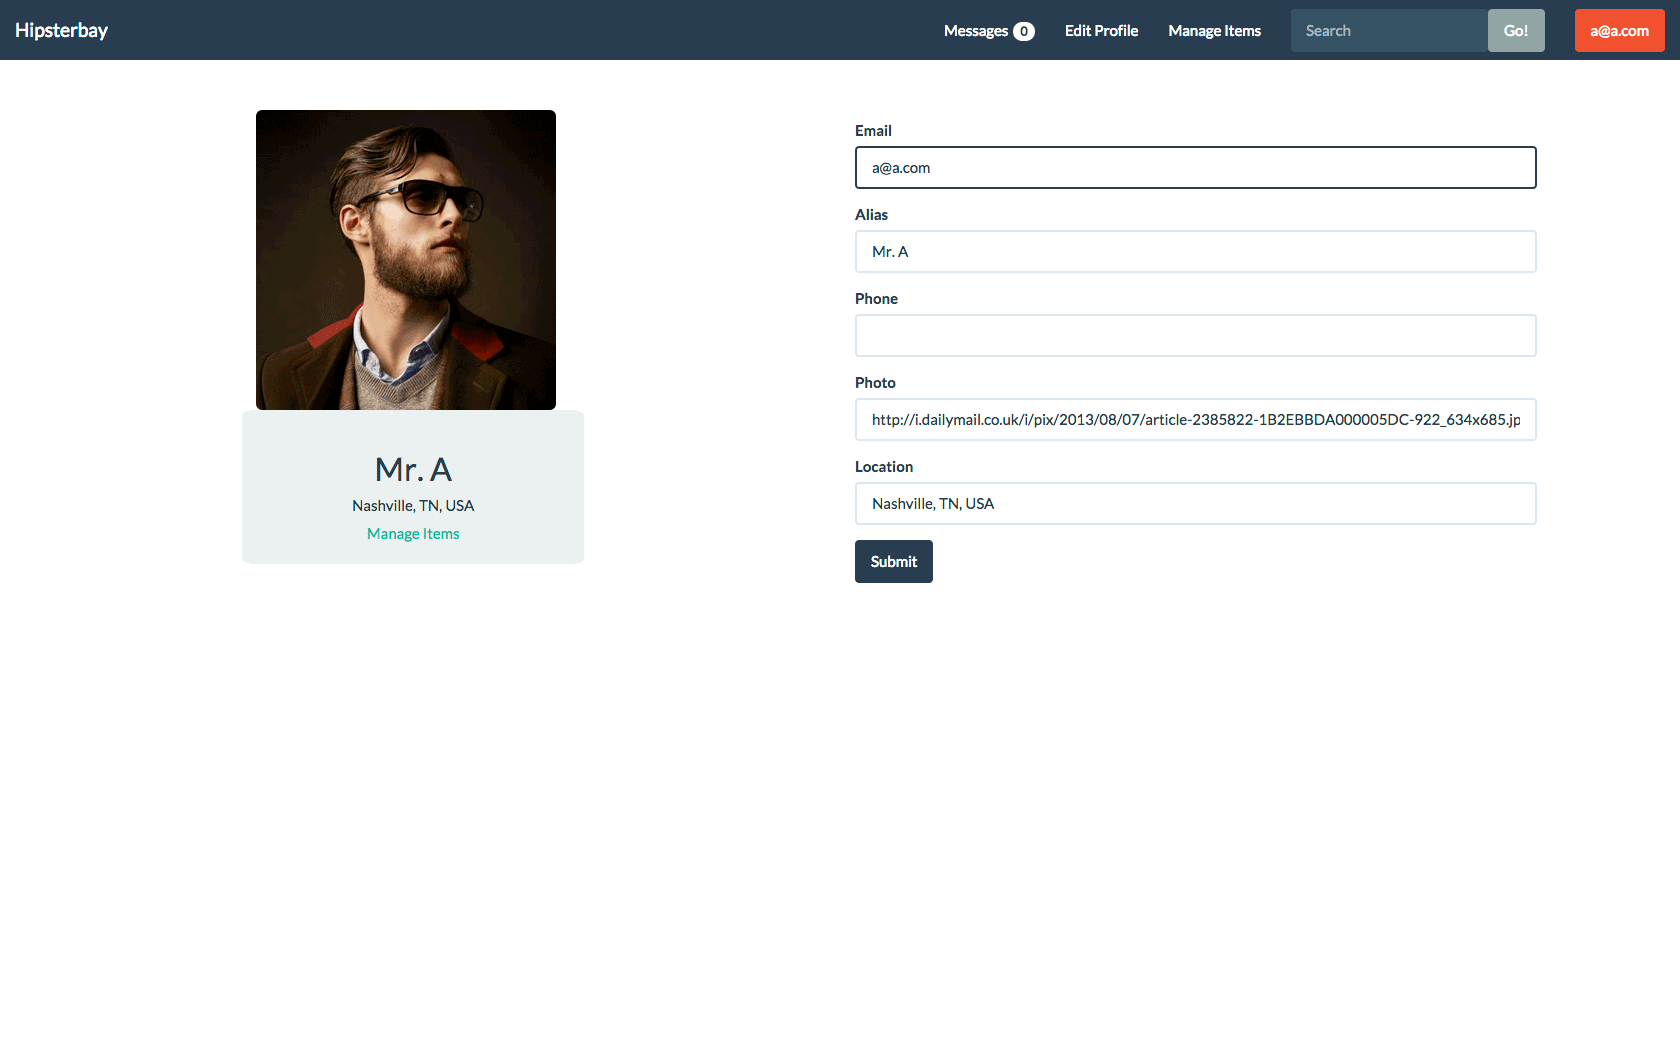 Hipsterbay
Messages 0
Edit Profile
Manage Items
Search
Go!
a@a.com
Mr. A
Nashville, TN, USA
Manage Items
Email
a@a.com
Alias
Mr. A
Phone
Photo
http://i.dailymail.co.uk/i/pix/2013/08/07/article-2385822-1B2EBBDA000005DC-922_634x685.jp
Location
Nashville, TN, USA
Submit